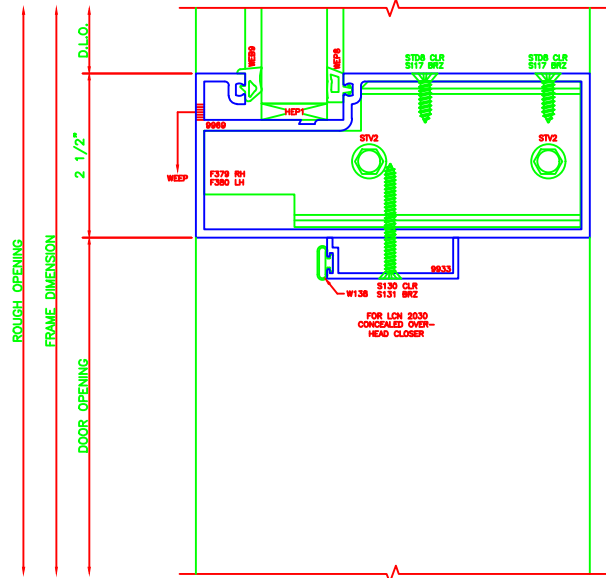 D.L.O.
WEB9
WEP8
STD8 CLR
S117 BRZ
STD8 CLR
S117 BRZ
HEP1
9969
STV2
STV2
WEEP
F379 RH
F380 LH
2 1/2"
9933
W138
S130 CLR
S131 BRZ
FOR LCN 2030
CONCEALED OVER-
HEAD CLOSER
ROUGH OPENING
FRAME DIMENSION
DOOR OPENING